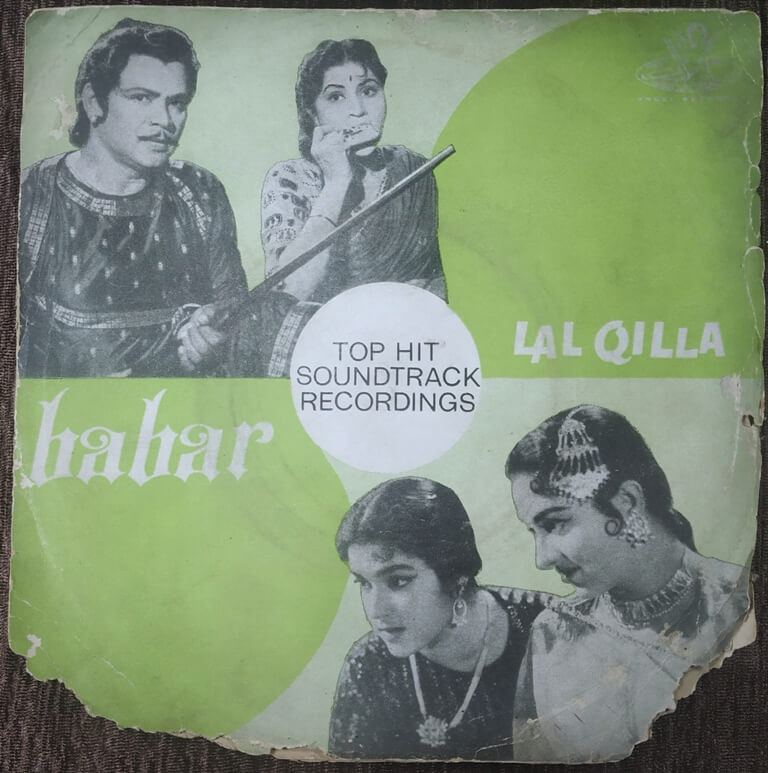 LAL QILLA
TOP HIT
SOUNDTRACK
RECORDINGS
babar